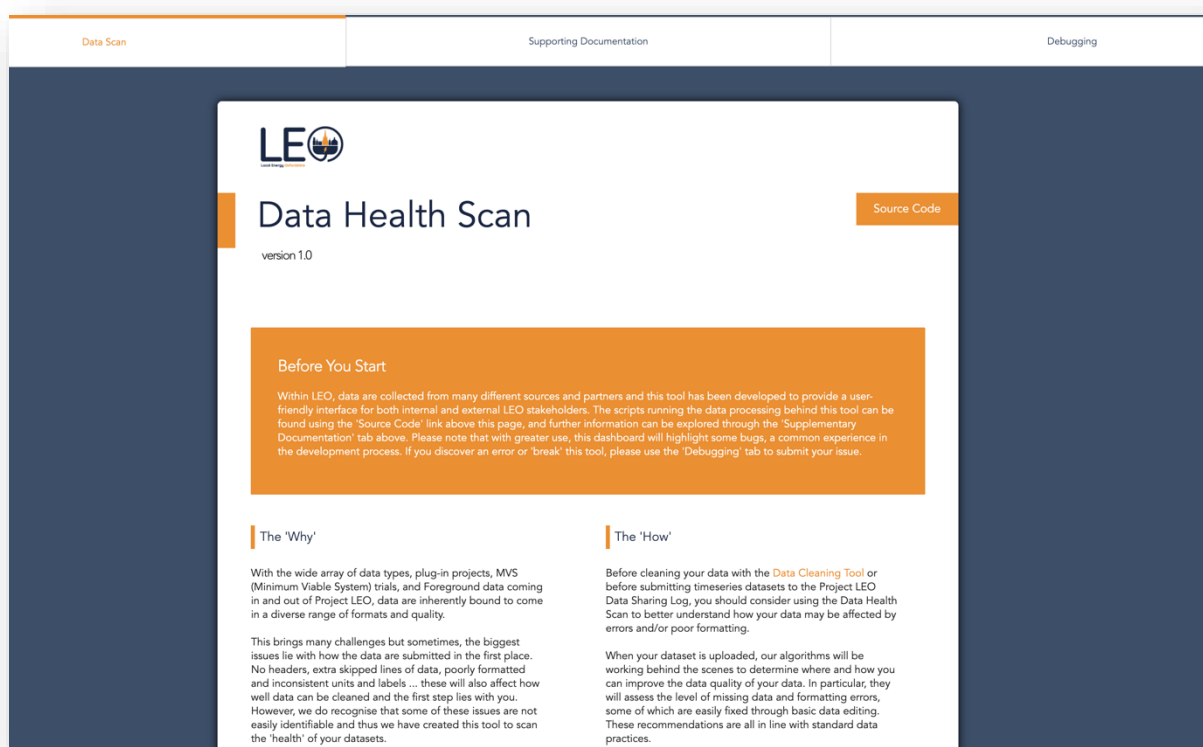 Data Scan
Supporting Documentation
Debugging
LEO
Local Energy Oxfordshire
Data Health Scan
Source Code
version 1.0
Before You Start
Within LEO, data are collected from many different sources and partners and this tool has been developed to provide a user-
friendly interface for both internal and external LEO stakeholders. The scripts running the data processing behind this tool can be
found using the 'Source Code' link above this page, and further information can be explored through the 'Supplementary
Documentation' tab above. Please note that with greater use, this dashboard will highlight some bugs, a common experience in
the development process. If you discover an error or 'break' this tool, please use the 'Debugging' tab to submit your issue.
The 'Why'
With the wide array of data types, plug-in projects, MVS
(Minimum Viable System) trials, and Foreground data coming
in and out of Project LEO, data are inherently bound to come
in a diverse range of formats and quality.
This brings many challenges but sometimes, the biggest
issues lie with how the data are submitted in the first place.
No headers, extra skipped lines of data, poorly formatted
and inconsistent units and labels ... these will also affect how
well data can be cleaned and the first step lies with you.
However, we do recognise that some of these issues are not
easily identifiable and thus we have created this tool to scan
the 'health' of your datasets.
The 'How'
Before cleaning your data with the Data Cleaning Tool or
before submitting timeseries datasets to the Project LEO
Data Sharing Log, you should consider using the Data Health
Scan to better understand how your data may be affected by
errors and/or poor formatting.
When your dataset is uploaded, our algorithms will be
working behind the scenes to determine where and how you
can improve the data quality of your data. In particular, they
will assess the level of missing data and formatting errors,
some of which are easily fixed through basic data editing.
These recommendations are all in line with standard data
practices.